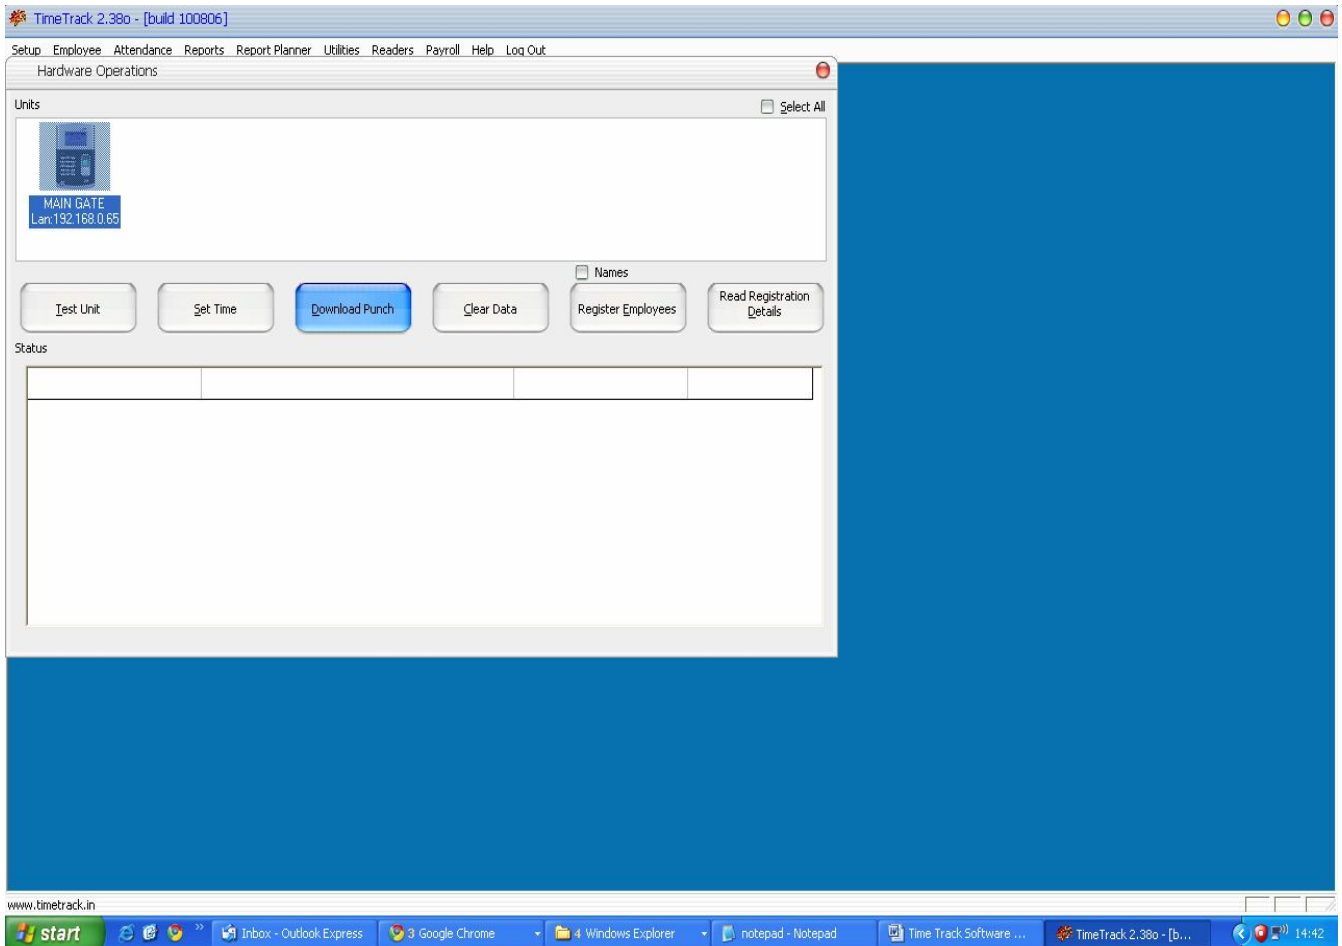 TimeTrack 2.38o - [build 100806]
Setup Employee Attendance Reports Report Planner Utilities Readers Payroll Help Log Out
Hardware Operations
Units
Select All
MAIN GATE
Lan:192.168.0.65
Names
Test Unit
Set Time
Download Punch
Clear Data
Register Employees
Read Registration
Details
Status
www.timetrack.in
start
Inbox - Outlook Express
3 Google Chrome
4 Windows Explorer
notepad - Notepad
Time Track Software ...
TimeTrack 2.38o - [b...
14:42